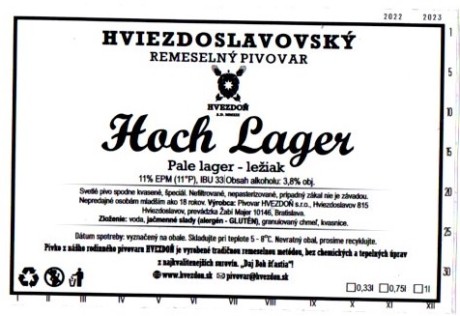 2022 2023
HVIEZDOSLAVOVSKÝ
REMESELNÝ PIVOVAR
HVEZDOŇ
Hoch Lager
Pale lager - ležiak
11% EPM (11°P), IBU 33|Obsah alkoholu: 3,8% obj.
Svetlé pivo spodne kvasené, špeciál. Nefiltrované, nepasterizované, prípadný zákal nie je závadou.
Nepredajné osobám mladším ako 18 rokov. Výrobca: Pivovar HVEZDOŇ s.r.o., Hviezdoslavov 815
Hviezdoslavov, prevádzka Žabí Majer 10146, Bratislava.
Zloženie: voda, jačmenné slady (alergén - GLUTÉN), granulovaný chmeľ, kvasnice.
Dátum spotreby: vyznačený na obale. Skladujte pri teplote 5 - 8°C. Nevratný obal, prosíme recyklujte.
Pivko z nášho rodinného pivovaru HVEZDOŇ je vyrobené tradičnou remeselnou metódou, bez chemických a tepelných úprav
z najkvalitnejších surovín. „Daj Boh šťastia"!
www.hvezdon.sk pivovar@hvezdon.sk
0,33l 0,75l 1l
I II III IV V VI VII VIII IX X XI XII
1
5
10
15
20
25
30